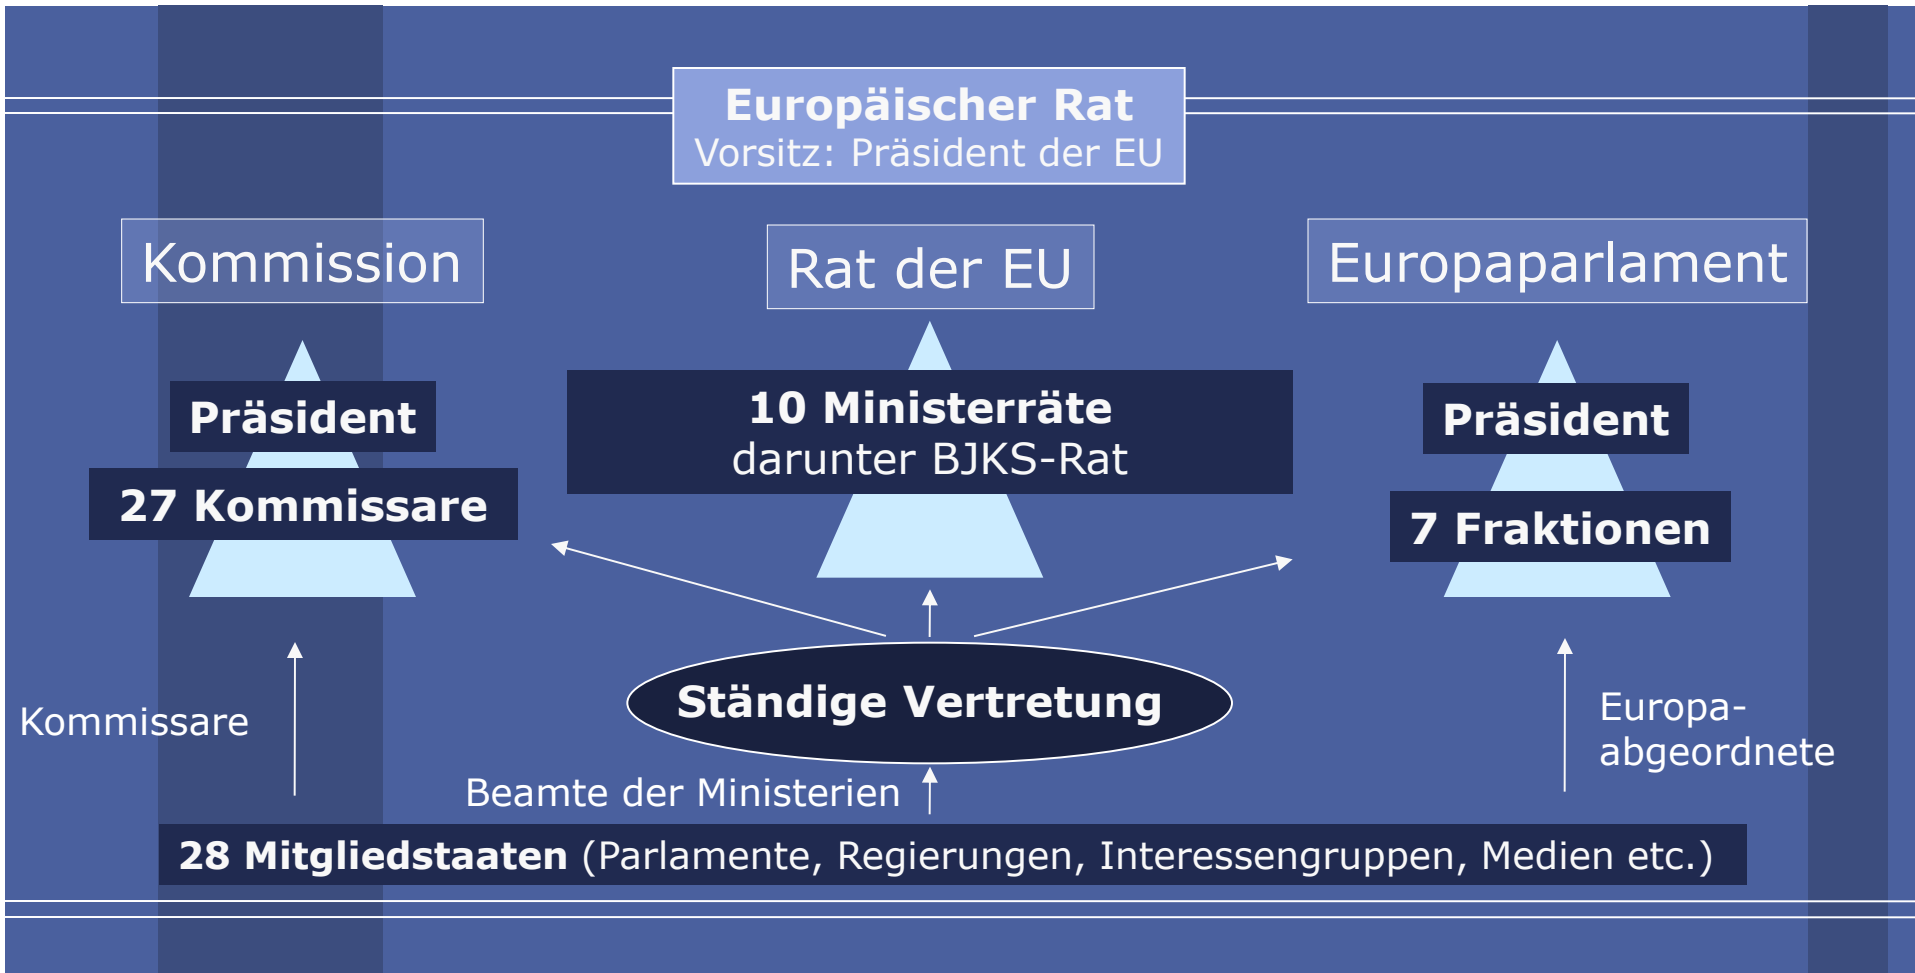 Europäischer Rat
Vorsitz: Präsident der EU
Kommission
Rat der EU
Europaparlament
Präsident
27 Kommissare
10 Ministerräte
darunter BJKS-Rat
Präsident
7 Fraktionen
Ständige Vertretung
Kommissare
Europa-
abgeordnete
Beamte der Ministerien
28 Mitgliedstaaten (Parlamente, Regierungen, Interessengruppen, Medien etc.)